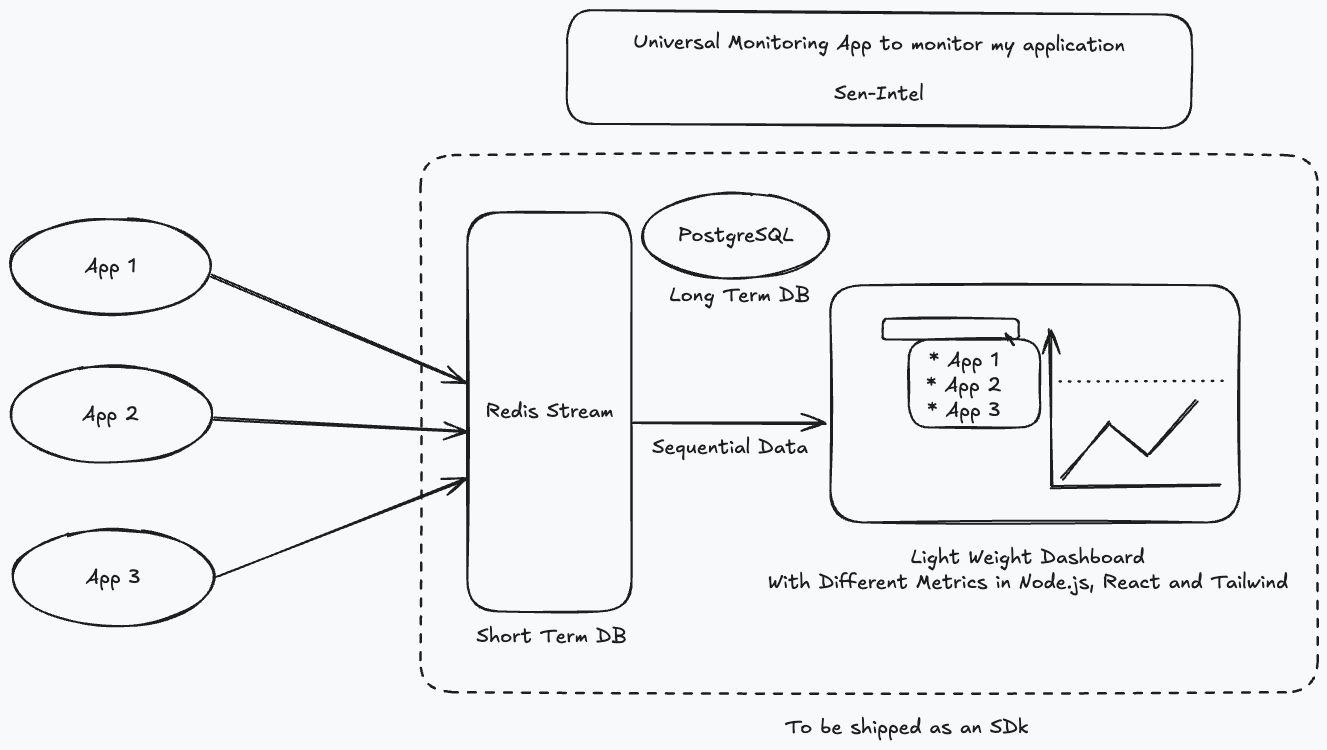 Universal Monitoring App to monitor my application
Sen-Intel
App 1
App 2
App 3
Redis Stream
Short Term DB
PostgreSQL
Long Term DB
Sequential Data
* App 1
* App 2
* App 3
Light Weight Dashboard
With Different Metrics in Node.js, React and Tailwind
To be shipped as an SDk